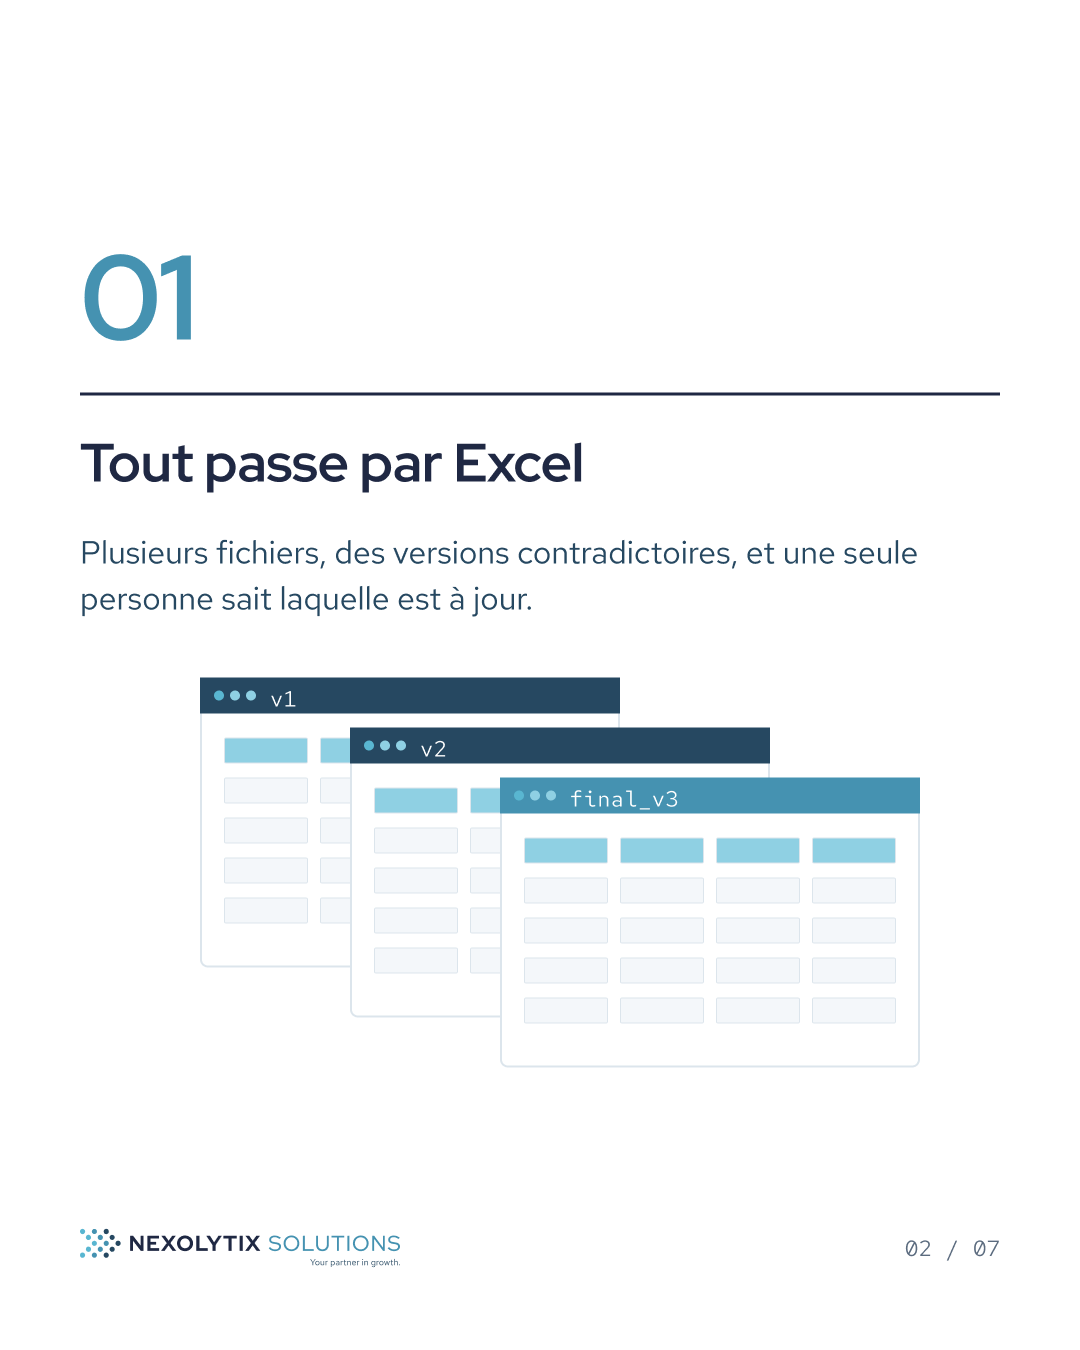 01
Tout passe par Excel
Plusieurs fichiers, des versions contradictoires, et une seule
personne sait laquelle est à jour.
v1
v2
final_v3
NEXOLYTIX SOLUTIONS
Your partner in growth.
02 / 07